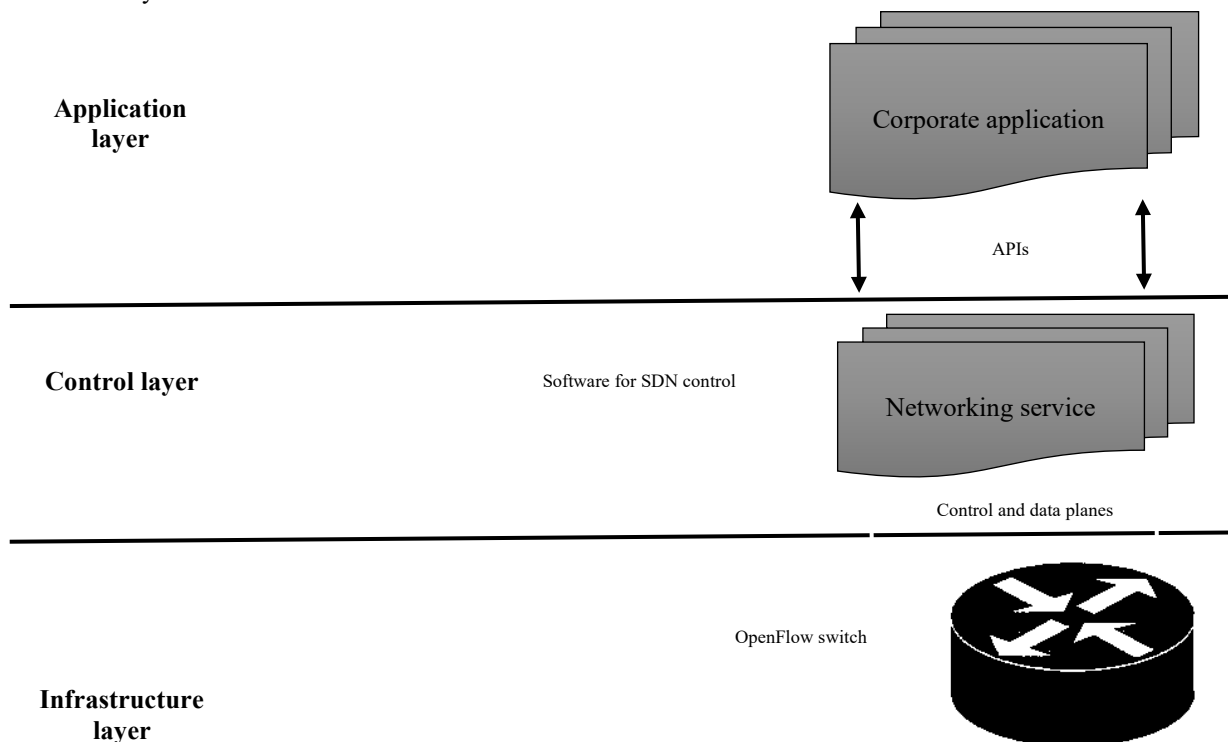 Application
layer
Corporate application
APIs
Control layer
Software for SDN control
Networking service
Control and data planes
OpenFlow switch
Infrastructure
layer